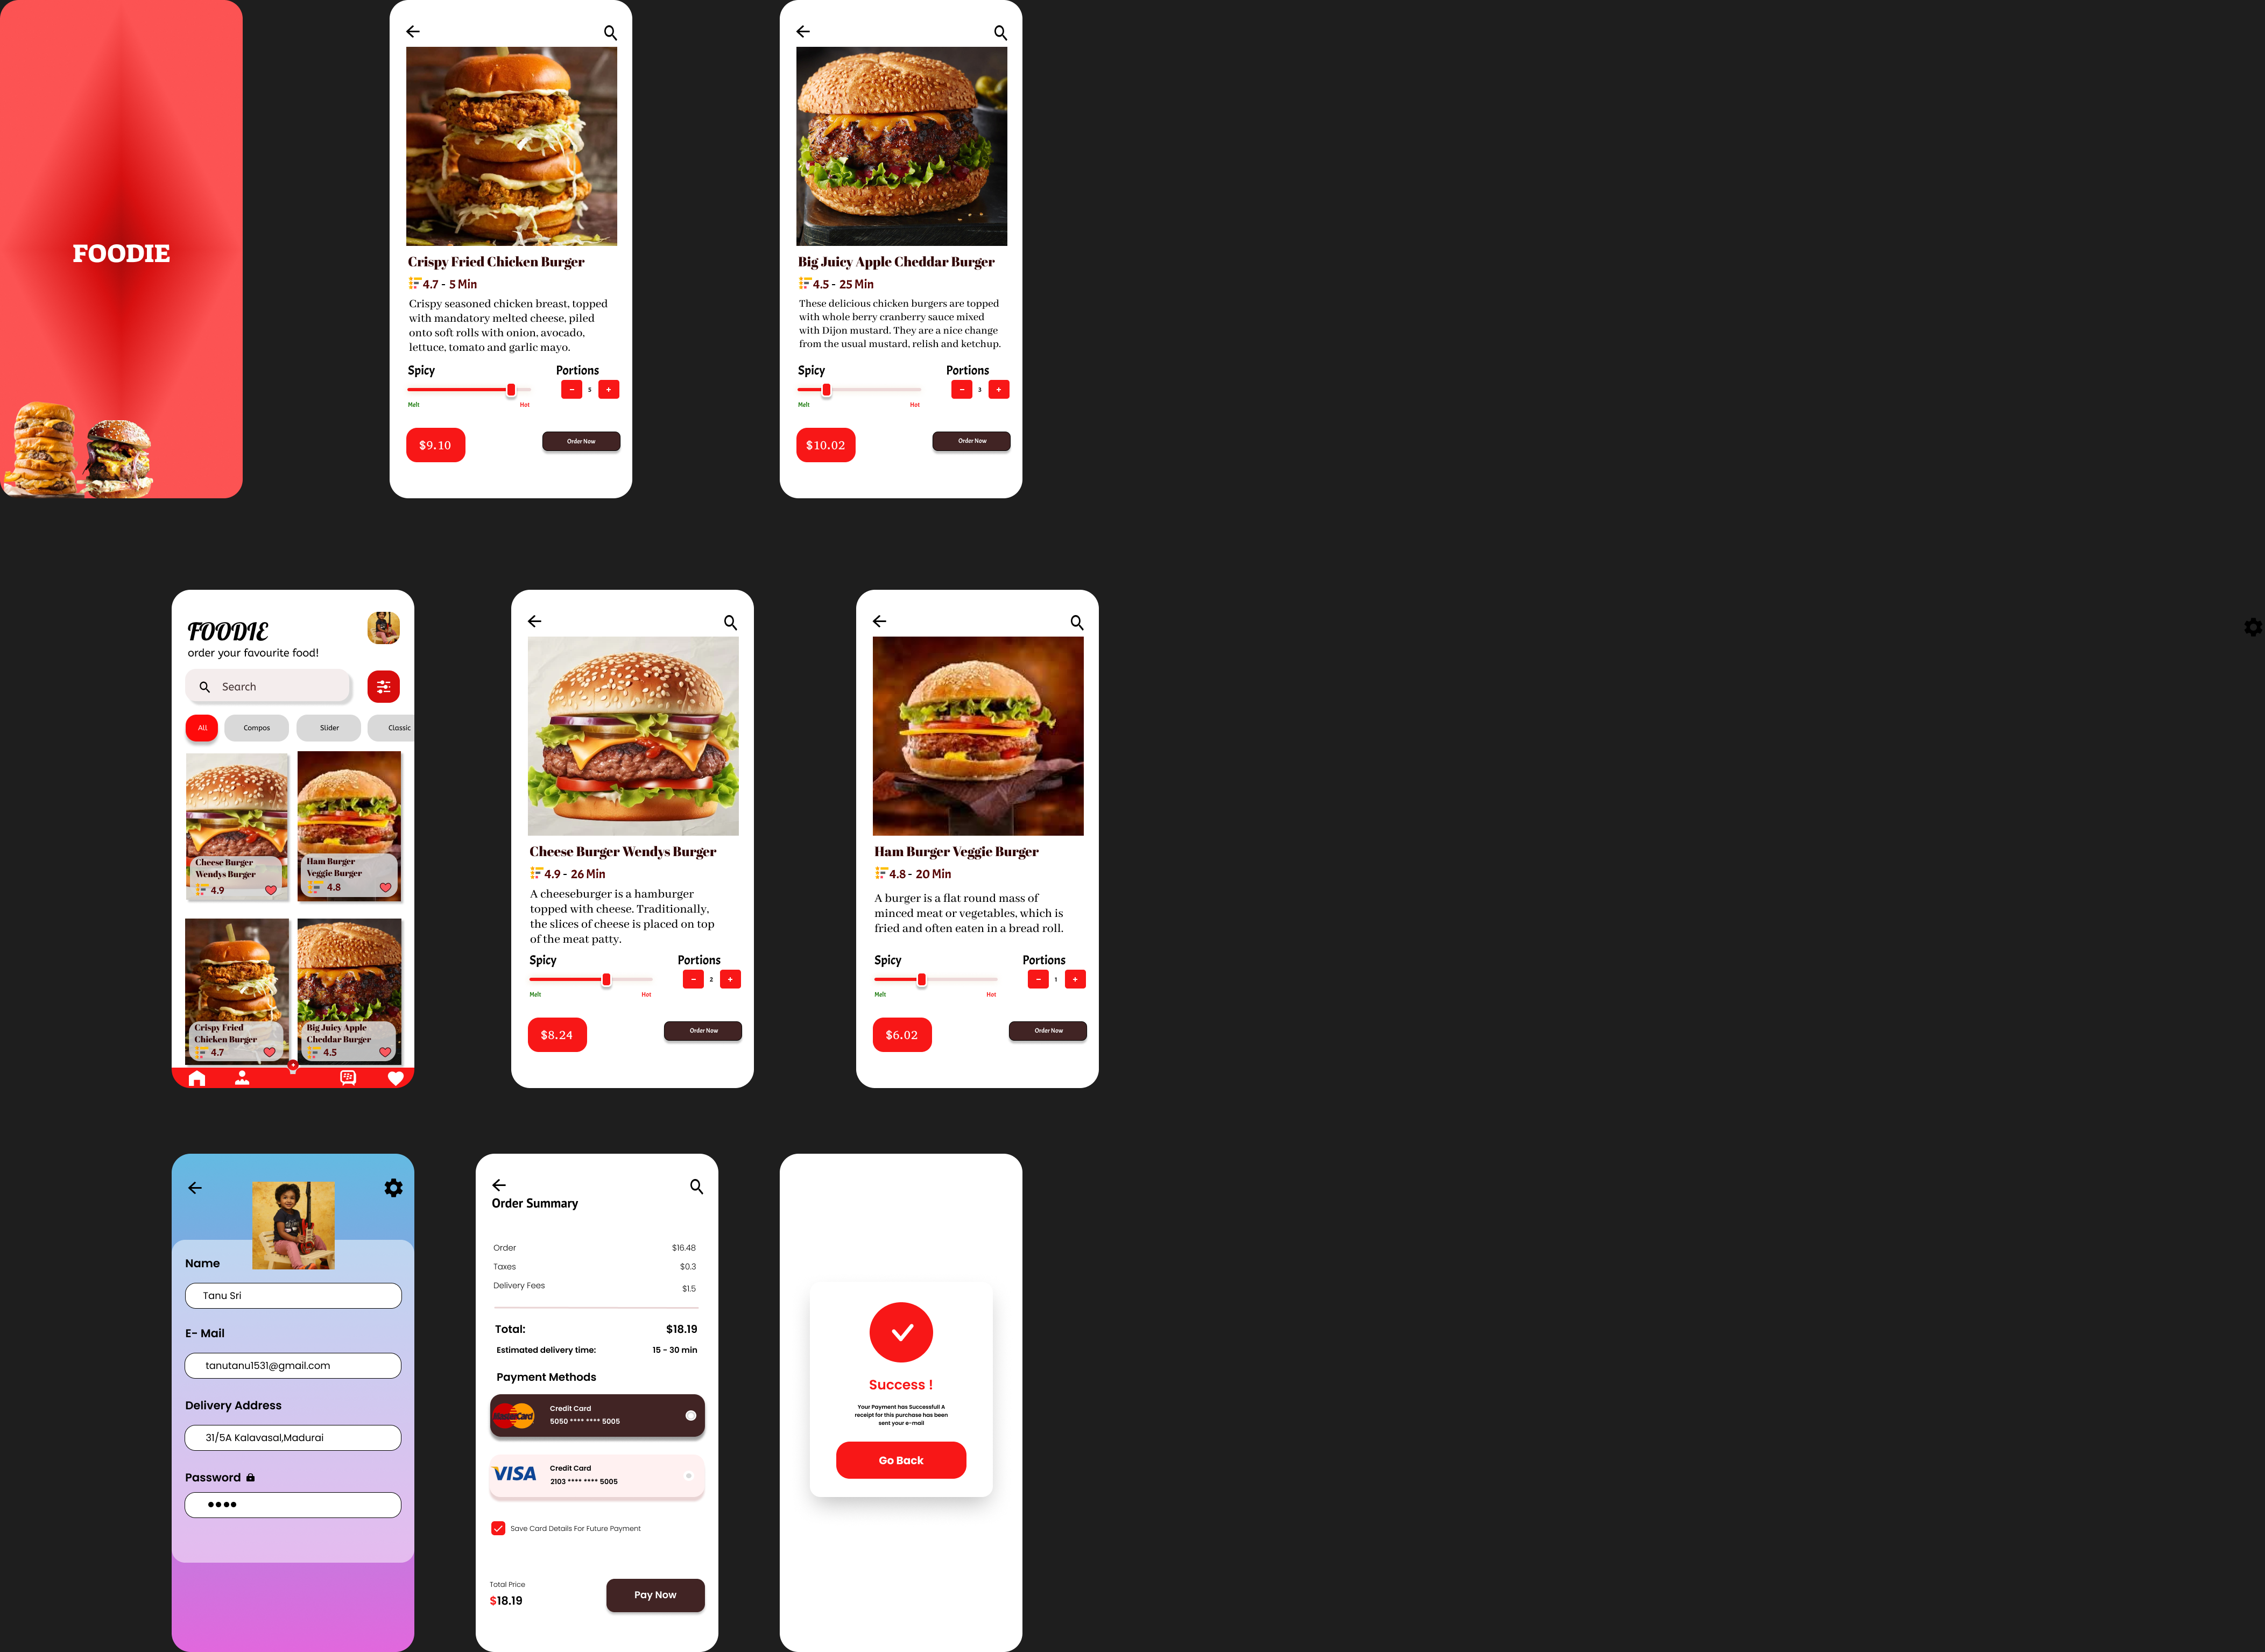 FOODIE
Crispy Fried Chicken Burger
4.7 - 5 Min
Crispy seasoned chicken breast, topped
with mandatory melted cheese, piled
onto soft rolls with onion, avocado,
lettuce, tomato and garlic mayo.
Spicy
Portions
- 5 +
Melt
Hot
$9.10
Order Now
Big Juicy Apple Cheddar Burger
4.5 - 25 Min
These delicious chicken burgers are topped
with whole berry cranberry sauce mixed
with Dijon mustard. They are a nice change
from the usual mustard, relish and ketchup.
Spicy
Portions
- 3 +
Melt
Hot
$10.02
Order Now
FOODIE
order your favourite food!
Search
All
Compos
Slider
Classic
Cheese Burger
Wendys Burger
4.9
Ham Burger
Veggie Burger
4.8
Crispy Fried
Chicken Burger
4.7
Big Juicy Apple
Cheddar Burger
4.5
Cheese Burger Wendys Burger
4.9 - 26 Min
A cheeseburger is a hamburger
topped with cheese. Traditionally,
the slices of cheese is placed on top
of the meat patty.
Spicy
Portions
- 2 +
Melt
Hot
$8.24
Order Now
Ham Burger Veggie Burger
4.8 - 20 Min
A burger is a flat round mass of
minced meat or vegetables, which is
fried and often eaten in a bread roll.
Spicy
Portions
- 1 +
Melt
Hot
$6.02
Order Now
Name
Tanu Sri
E- Mail
tanutanu1531@gmail.com
Delivery Address
31/5A Kalavasal,Madurai
Password
Order Summary
Order $16.48
Taxes $0.3
Delivery Fees $1.5
Total: $18.19
Estimated delivery time: 15 - 30 min
Payment Methods
MasterCard
Credit Card
5050 **** **** 5005
VISA
Credit Card
2103 **** **** 5005
Save Card Details For Future Payment
Total Price
$18.19
Pay Now
Success !
Your Payment has Successfull A
receipt for this purchase has been
sent your e-mail
Go Back